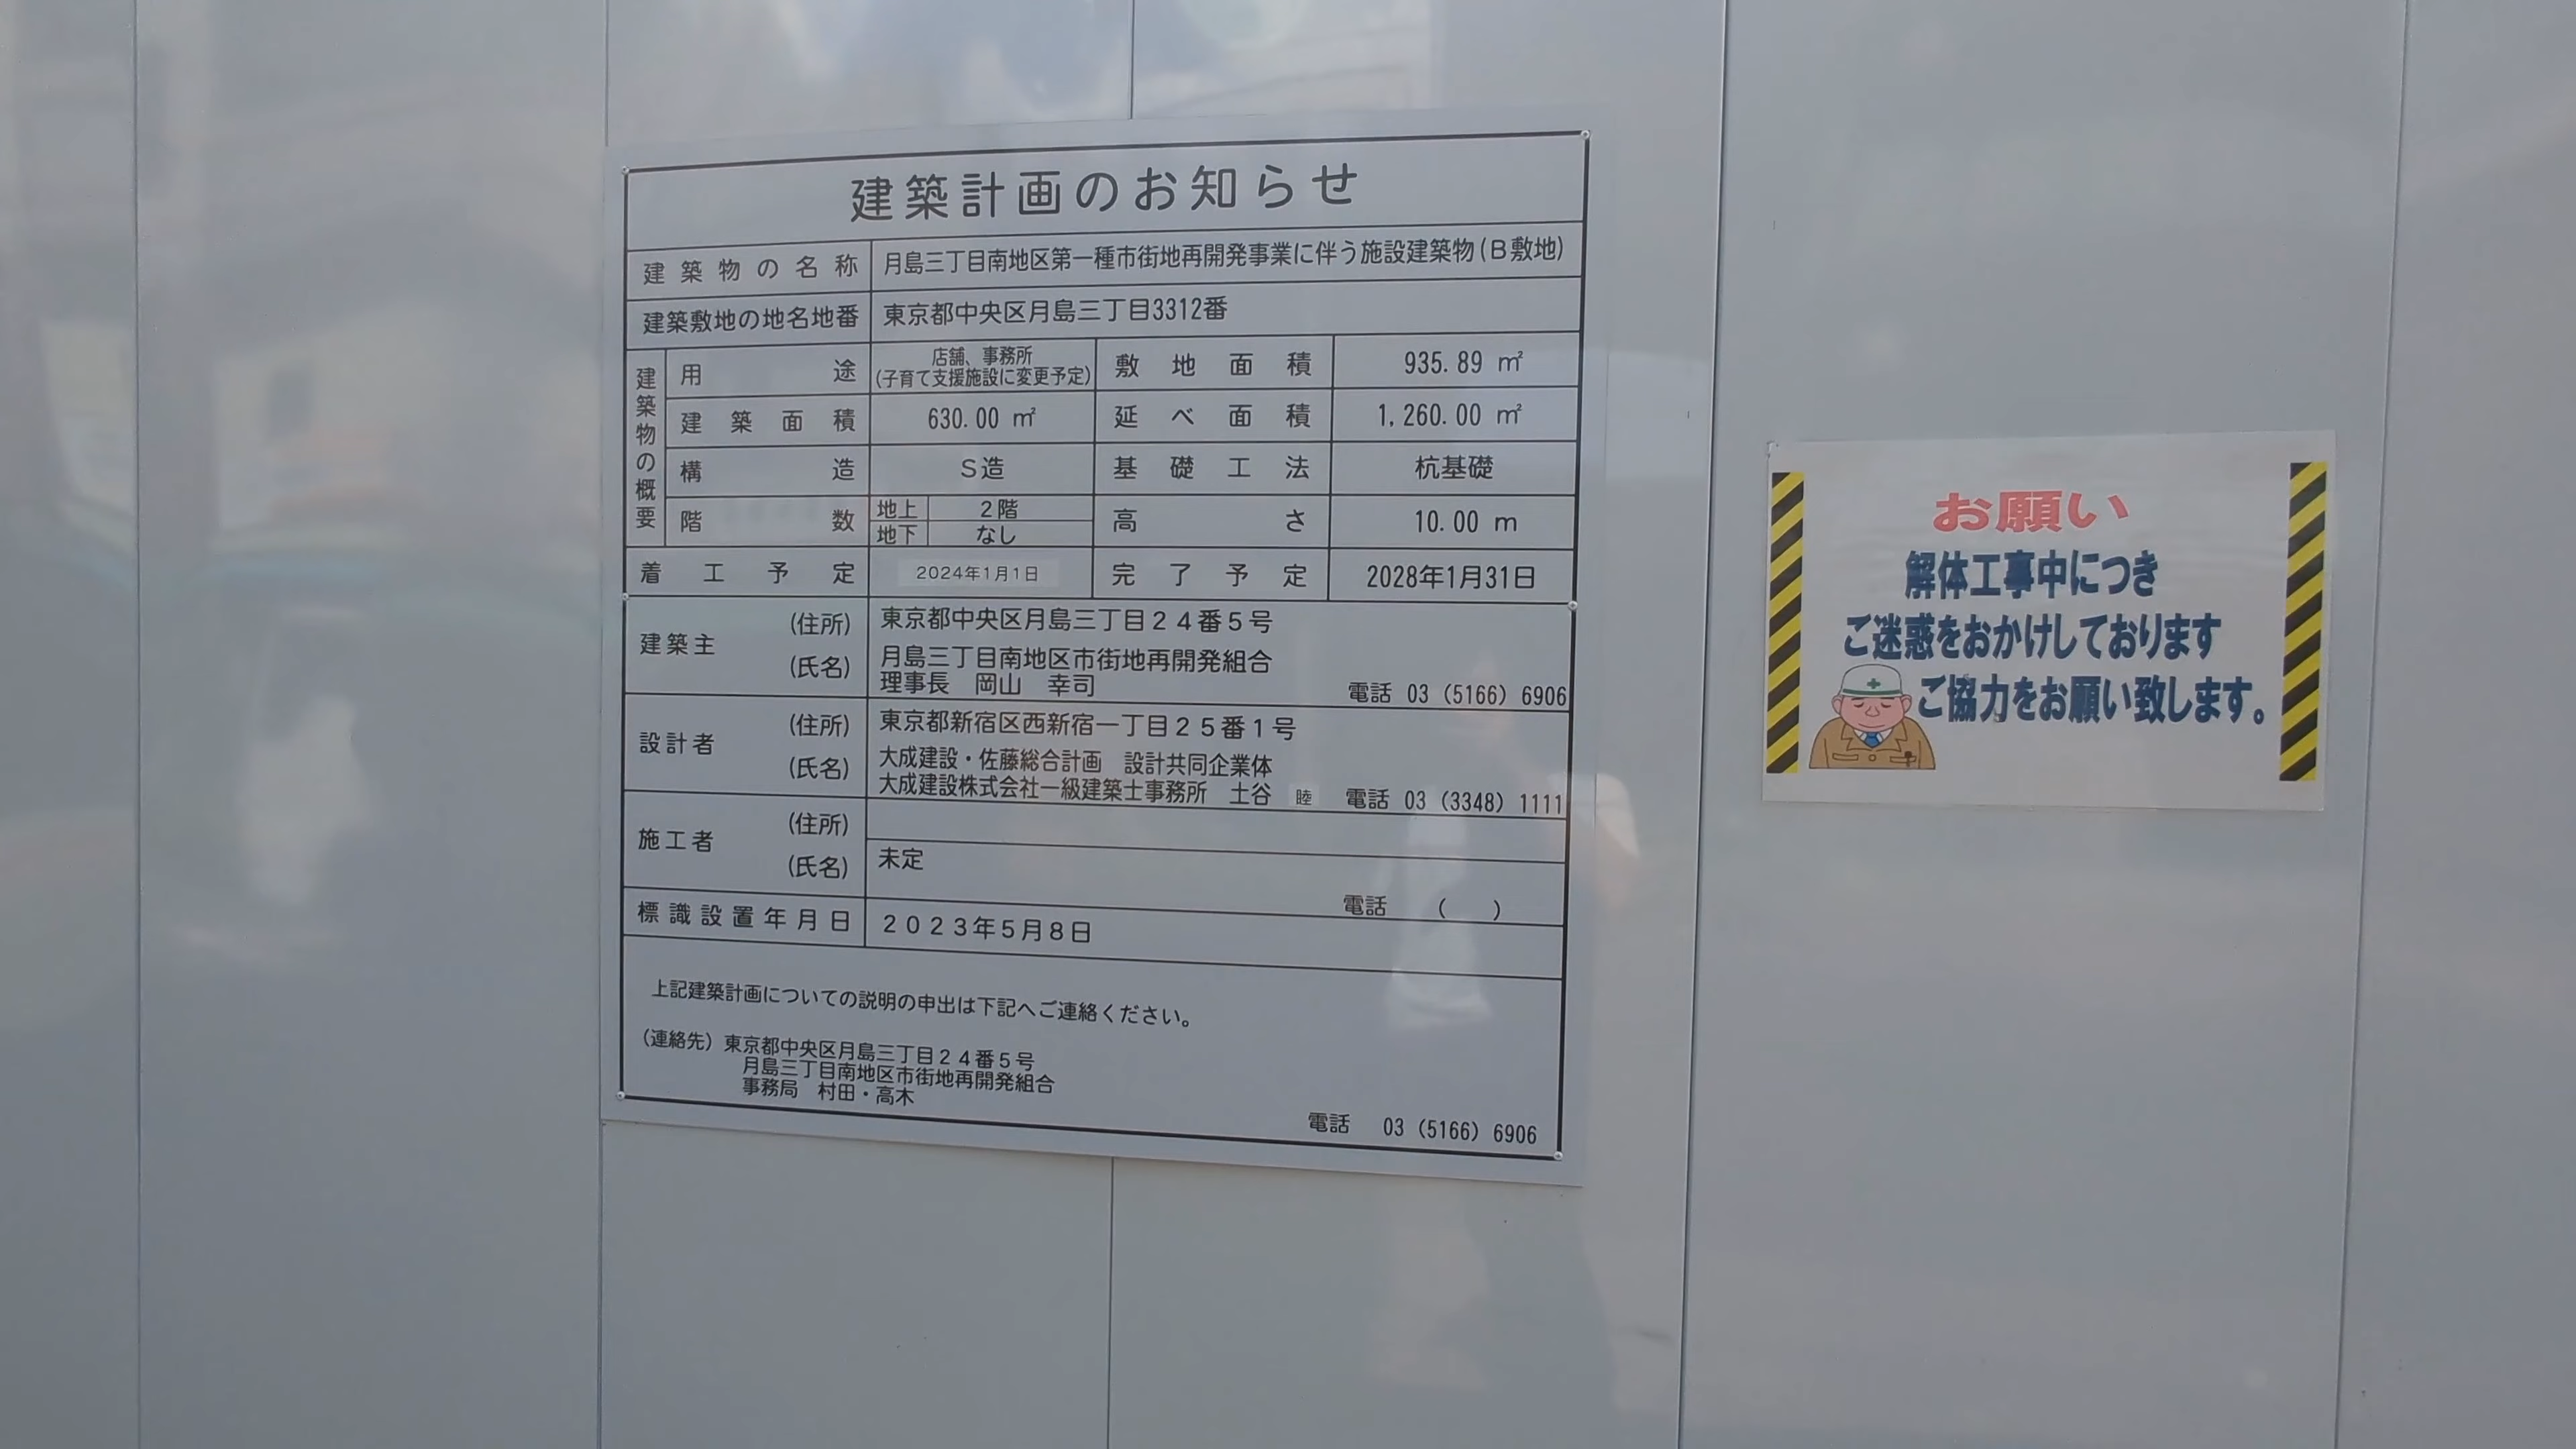 建築計画のお知らせ
建築物の名称 月島三丁目南地区第一種市街地再開発事業に伴う施設建築物(B敷地)
建築敷地の地名地番 東京都中央区月島三丁目3312番
建築物の概要
用途 店舗、事務所 (子育て支援施設に変更予定) 敷地面積 935.89 ㎡
建築面積 630.00 ㎡ 延べ面積 1,260.00 ㎡
構造 S造 基礎工法 杭基礎
階数 地上 2階 高さ 10.00 m
地下 なし
着工予定 2024年1月1日 完了予定 2028年1月31日
建築主 (住所) 東京都中央区月島三丁目24番5号
(氏名) 月島三丁目南地区市街地再開発組合
理事長 岡山 幸司 電話 03 (5166) 6906
設計者 (住所) 東京都新宿区西新宿一丁目25番1号
(氏名) 大成建設・佐藤総合計画 設計共同企業体
大成建設株式会社一級建築士事務所 土谷 睦 電話 03 (3348) 1111
施工者 (住所)
(氏名) 未定
電話 ( )
標識設置年月日 2023年5月8日
上記建築計画についての説明の申出は下記へご連絡ください。
(連絡先) 東京都中央区月島三丁目24番5号
月島三丁目南地区市街地再開発組合
事務局 村田・高木
電話 03 (5166) 6906
お願い
解体工事中につき
ご迷惑をおかけしております
ご協力をお願い致します。